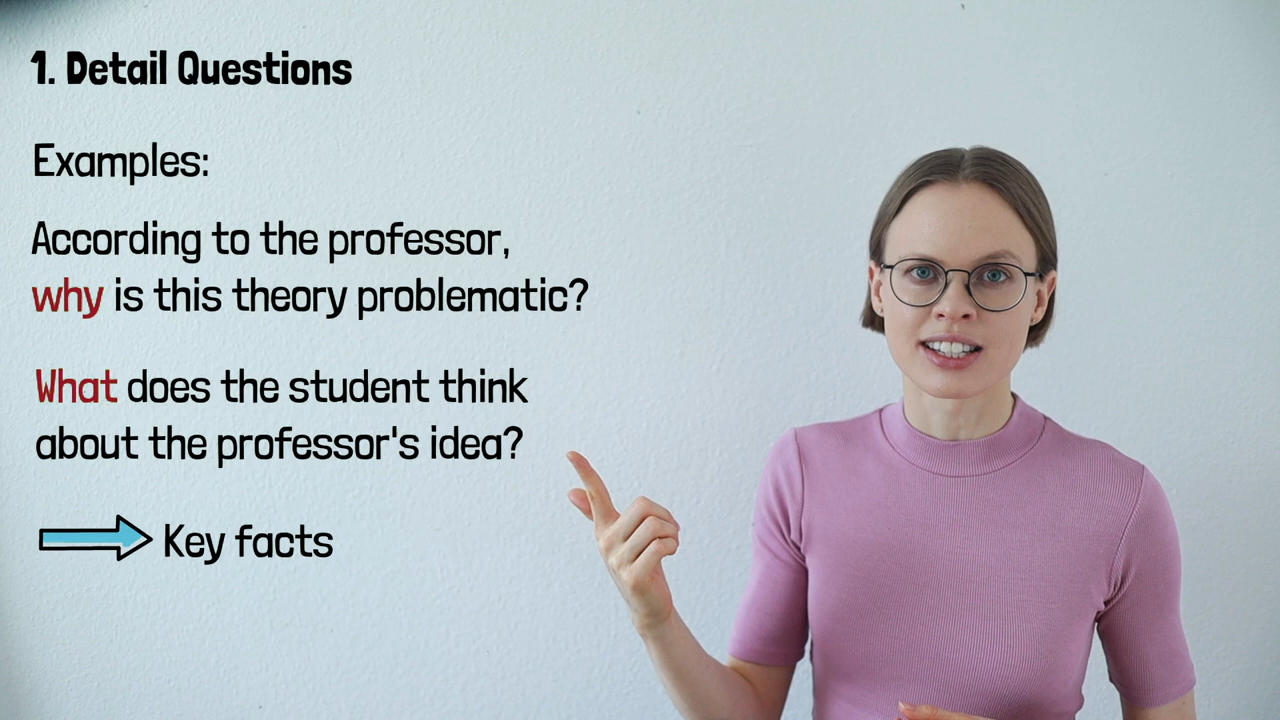 1. Detail Questions
Examples:
According to the professor,
why is this theory problematic?
What does the student think
about the professor's idea?
Key facts